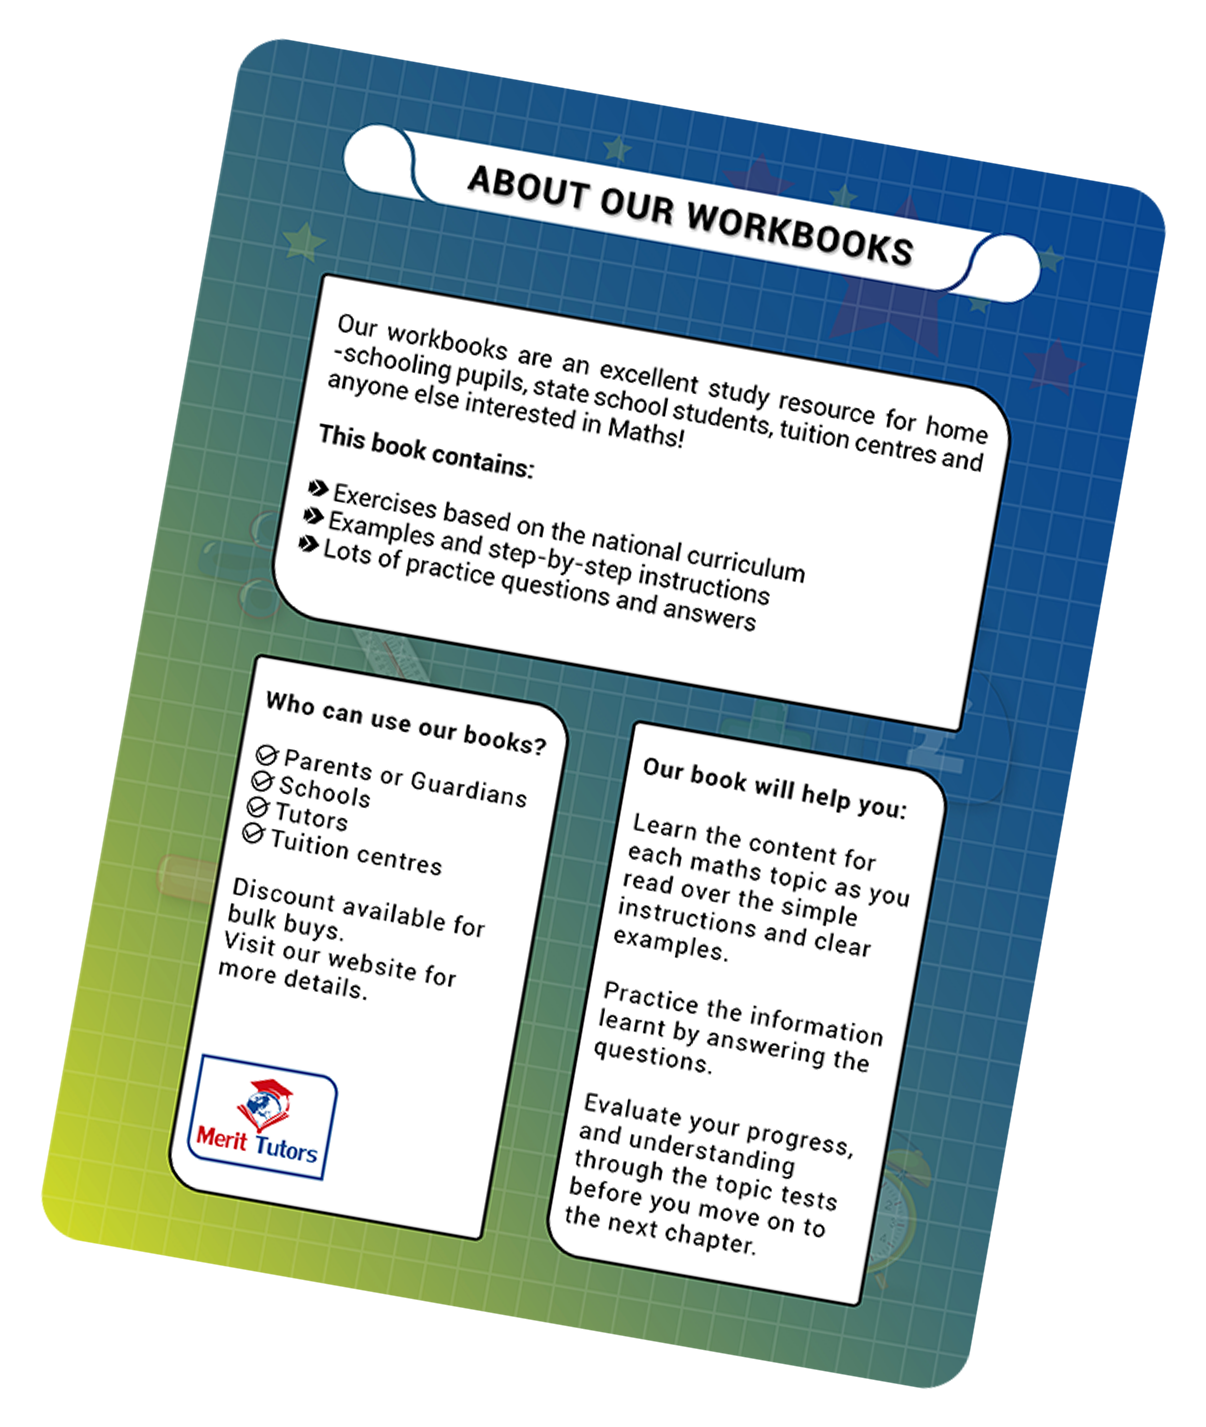 ABOUT OUR WORKBOOKS
Our workbooks are an excellent study resource for home
-schooling pupils, state school students, tuition centres and
anyone else interested in Maths!
This book contains:
Exercises based on the national curriculum
Examples and step-by-step instructions
Lots of practice questions and answers
Who can use our books?
Parents or Guardians
Schools
Tutors
Tuition centres
Discount available for
bulk buys.
Visit our website for
more details.
Merit Tutors
Our book will help you:
Learn the content for
each maths topic as you
read over the simple
instructions and clear
examples.
Practice the information
learnt by answering the
questions.
Evaluate your progress,
and understanding
through the topic tests
before you move on to
the next chapter.